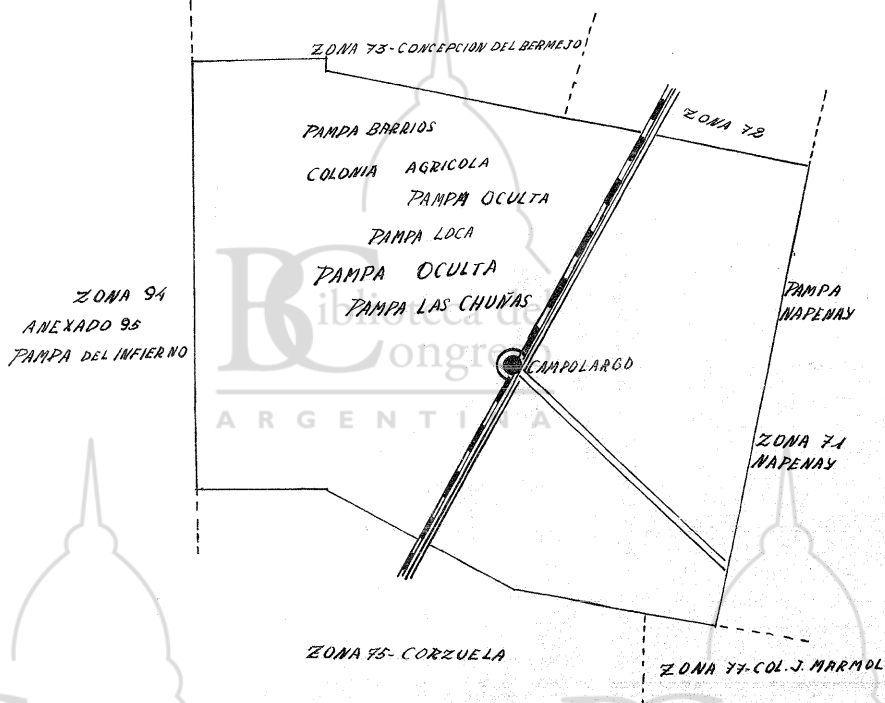 ZONA 73-CONCEPCION DEL BERMEJO
ZONA 72
PAMPA BARRIOS
COLONIA AGRICOLA
PAMPA OCULTA
PAMPA LOCA
PAMPA OCULTA
PAMPA LAS CHUÑAS
ZONA 94
ANEXADO 95
PAMPA DEL INFIERNO
PAMPA
NAPENAY
Biblioteca del
Congreso
ARGENTINA
CAMPO LARGO
ZONA 71
NAPENAY
ZONA 75-CORZUELA
ZONA 77-COL. J. MARMOL